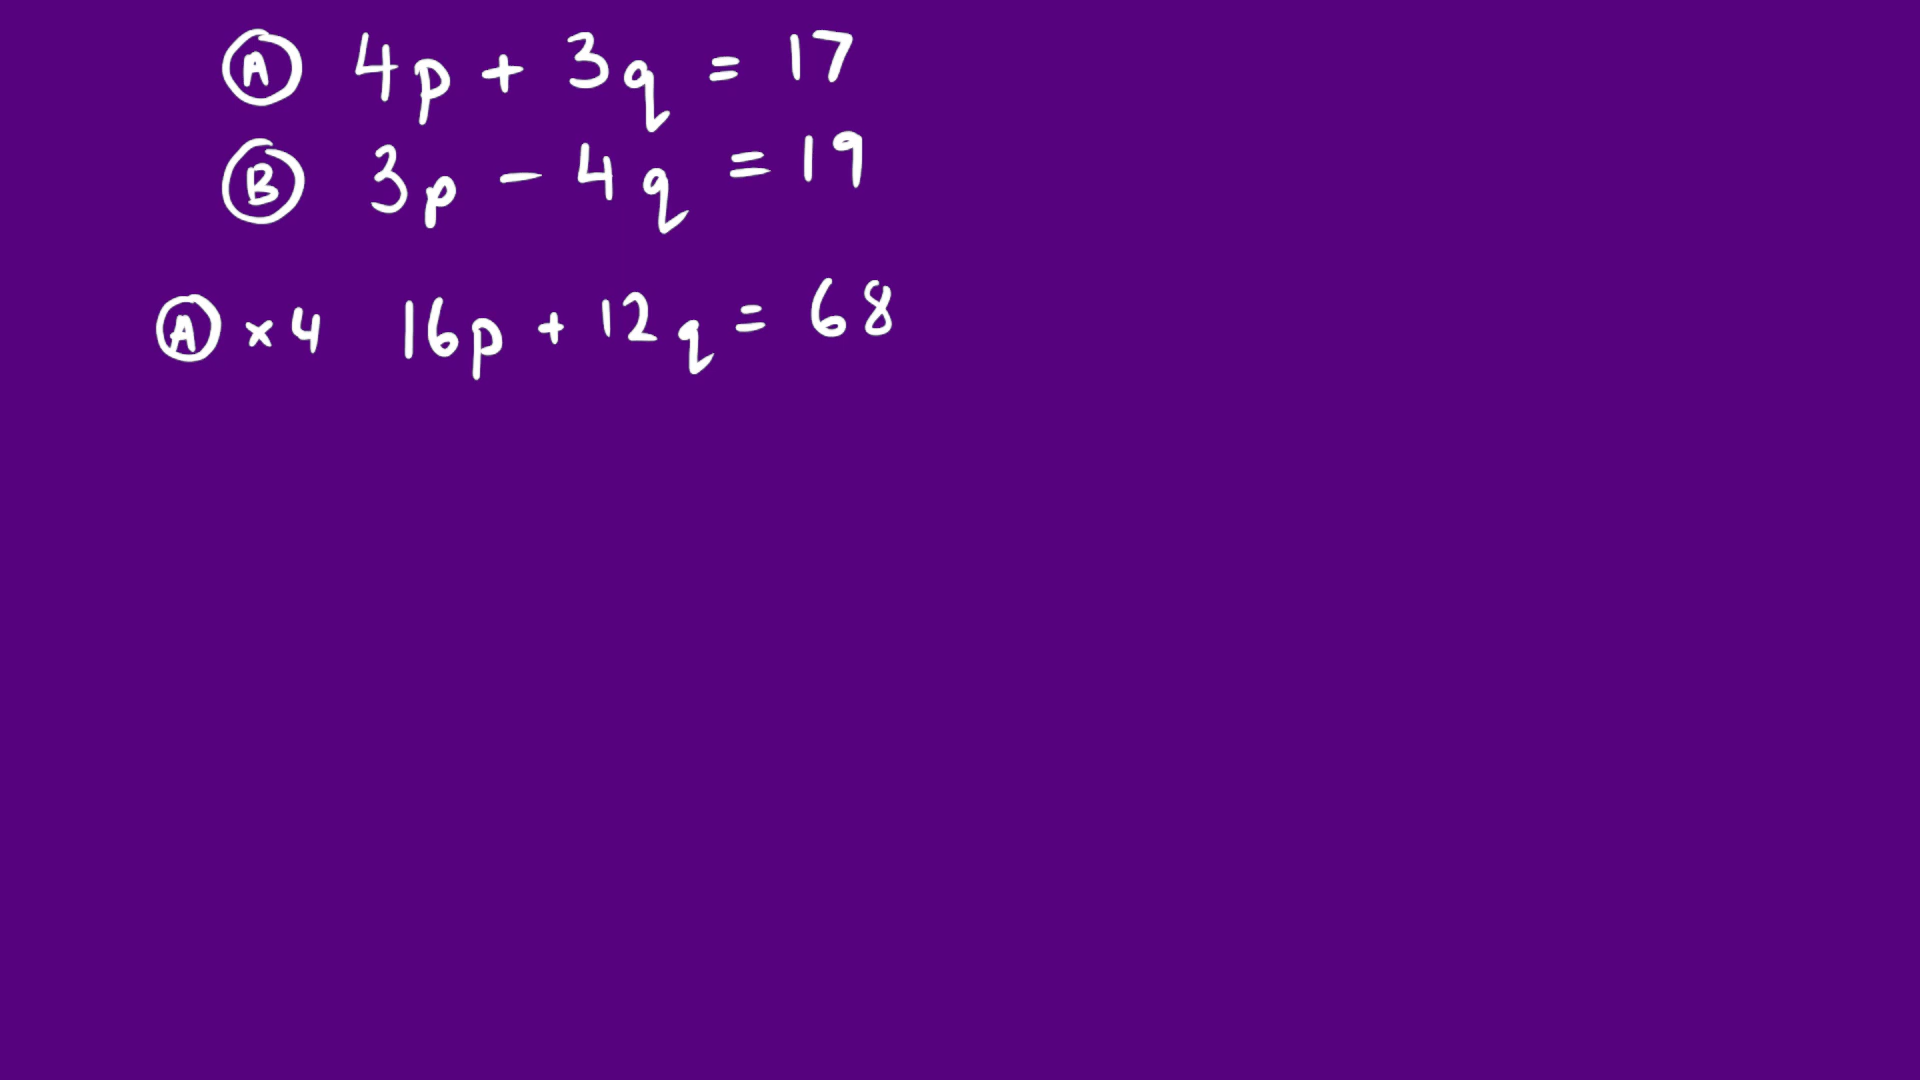 Ⓐ 4p + 3q = 17
Ⓑ 3p - 4q = 19
Ⓐ × 4 16p + 12q = 68